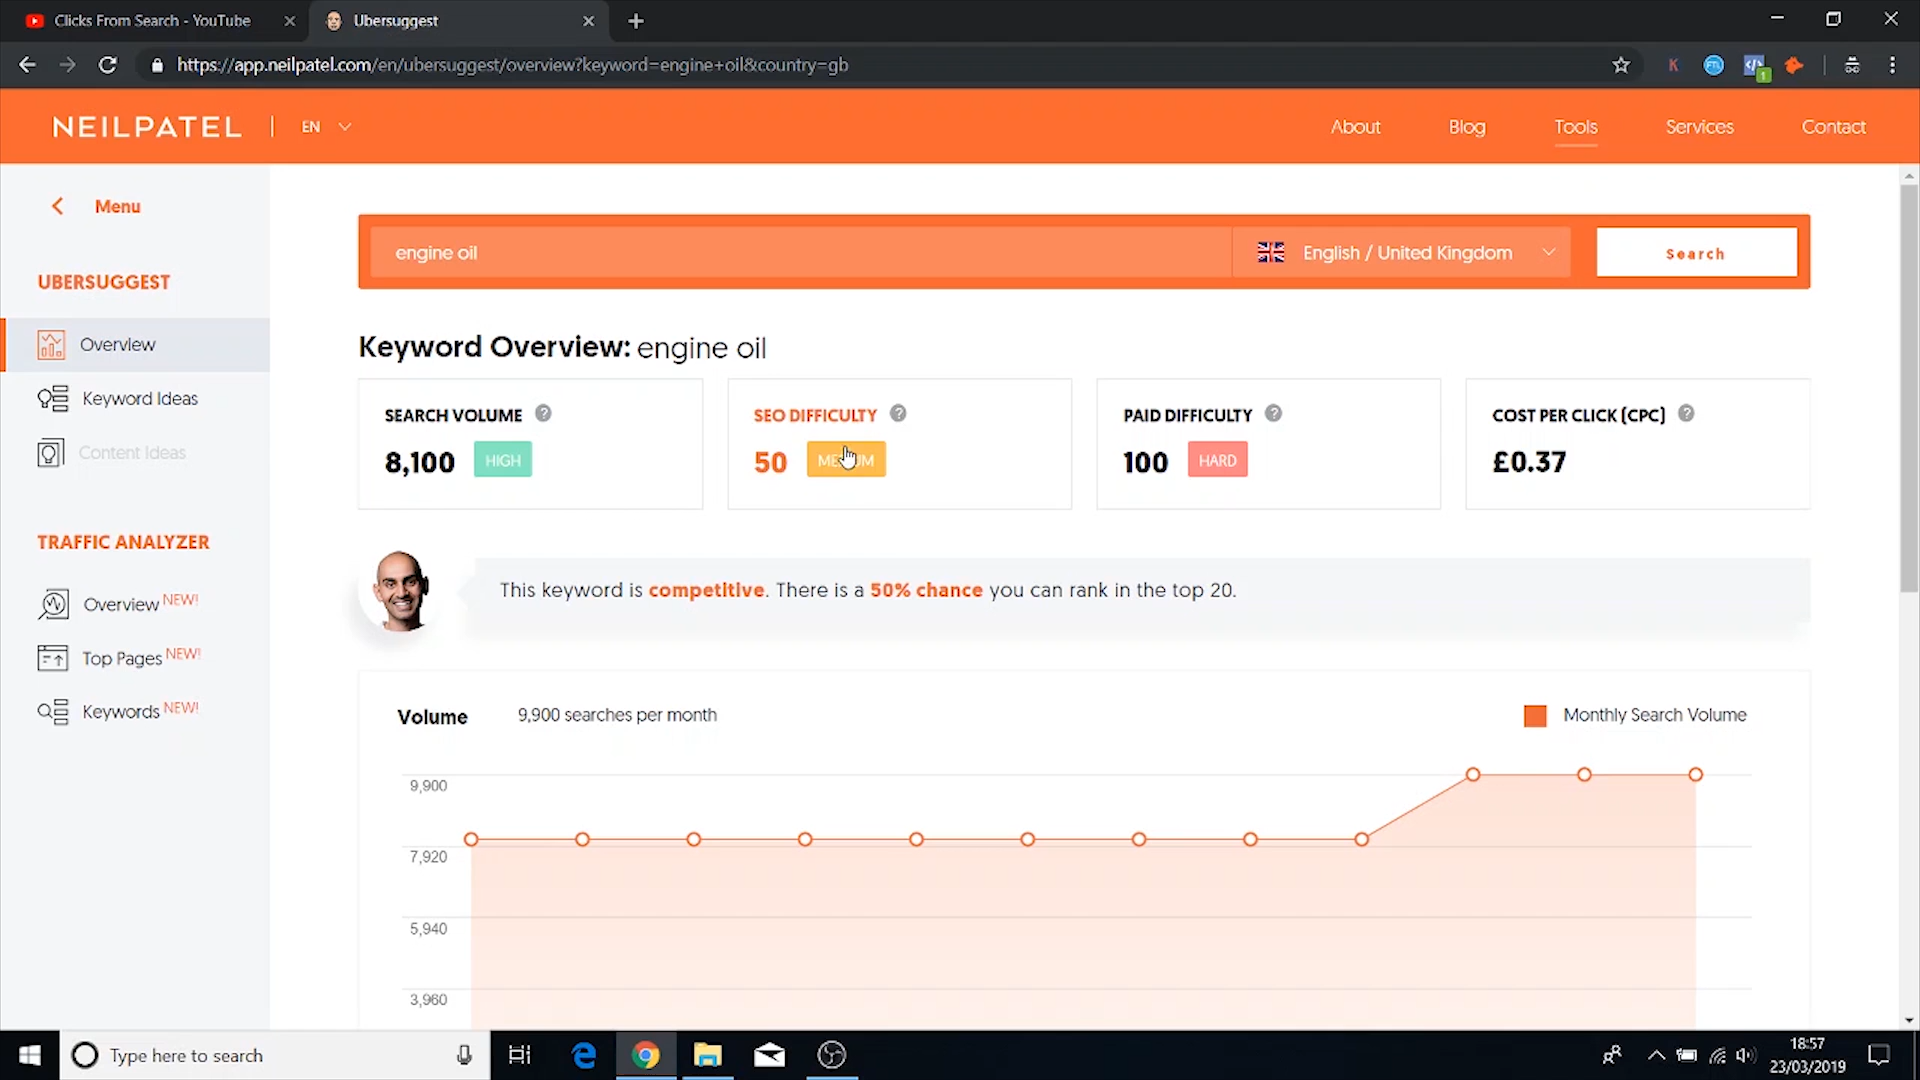 Clicks From Search - YouTube
Ubersuggest
https://app.neilpatel.com/en/ubersuggest/overview?keyword=engine+oil&country=gb
K
FTL
1
NEILPATEL
EN
About
Blog
Tools
Services
Contact
Menu
engine oil
English / United Kingdom
Search
UBERSUGGEST
Overview
Keyword Ideas
Content Ideas
TRAFFIC ANALYZER
Overview NEW!
Top Pages NEW!
Keywords NEW!
Keyword Overview: engine oil
SEARCH VOLUME ?
8,100 HIGH
SEO DIFFICULTY ?
50
PAID DIFFICULTY ?
100 HARD
COST PER CLICK (CPC) ?
£0.37
This keyword is competitive. There is a 50% chance you can rank in the top 20.
Volume
9,900 searches per month
Monthly Search Volume
9,900
7,920
5,940
3,960
Type here to search
18:57
23/03/2019